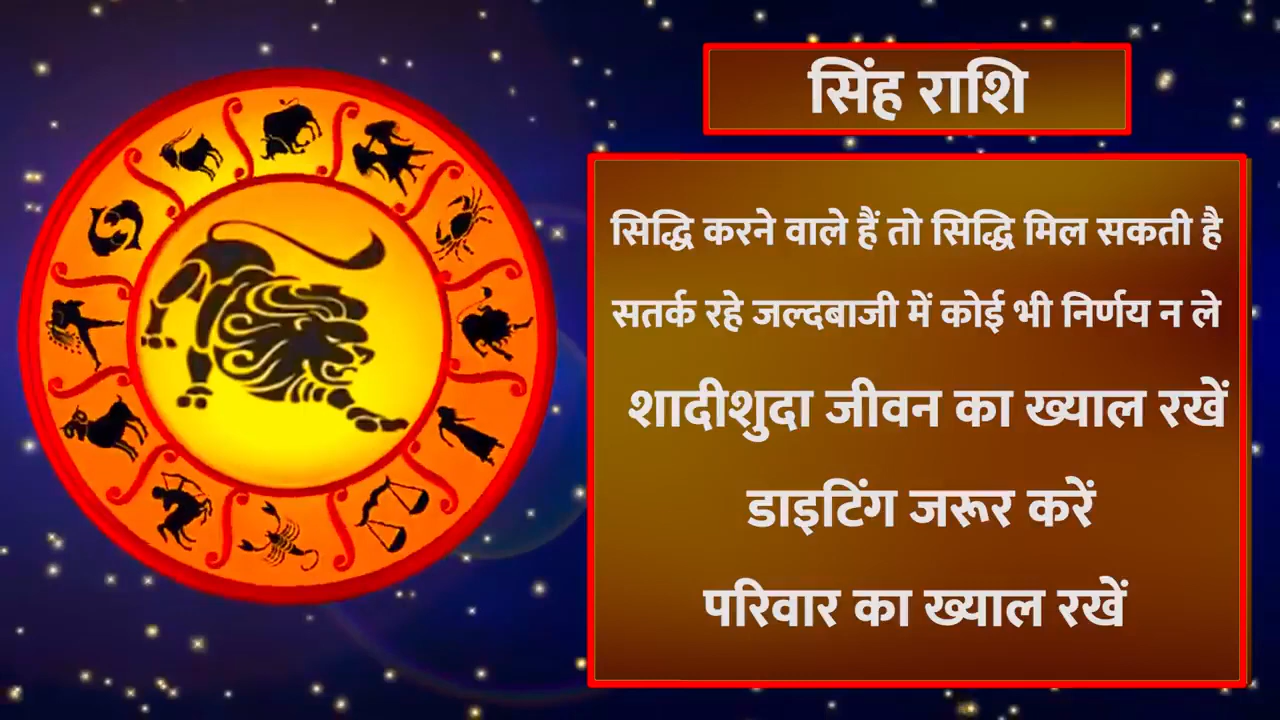 सिंह राशि
सिद्धि करने वाले हैं तो सिद्धि मिल सकती है
सतर्क रहे जल्दबाजी में कोई भी निर्णय न ले
शादीशुदा जीवन का ख्याल रखें
डाइटिंग जरूर करें
परिवार का ख्याल रखें